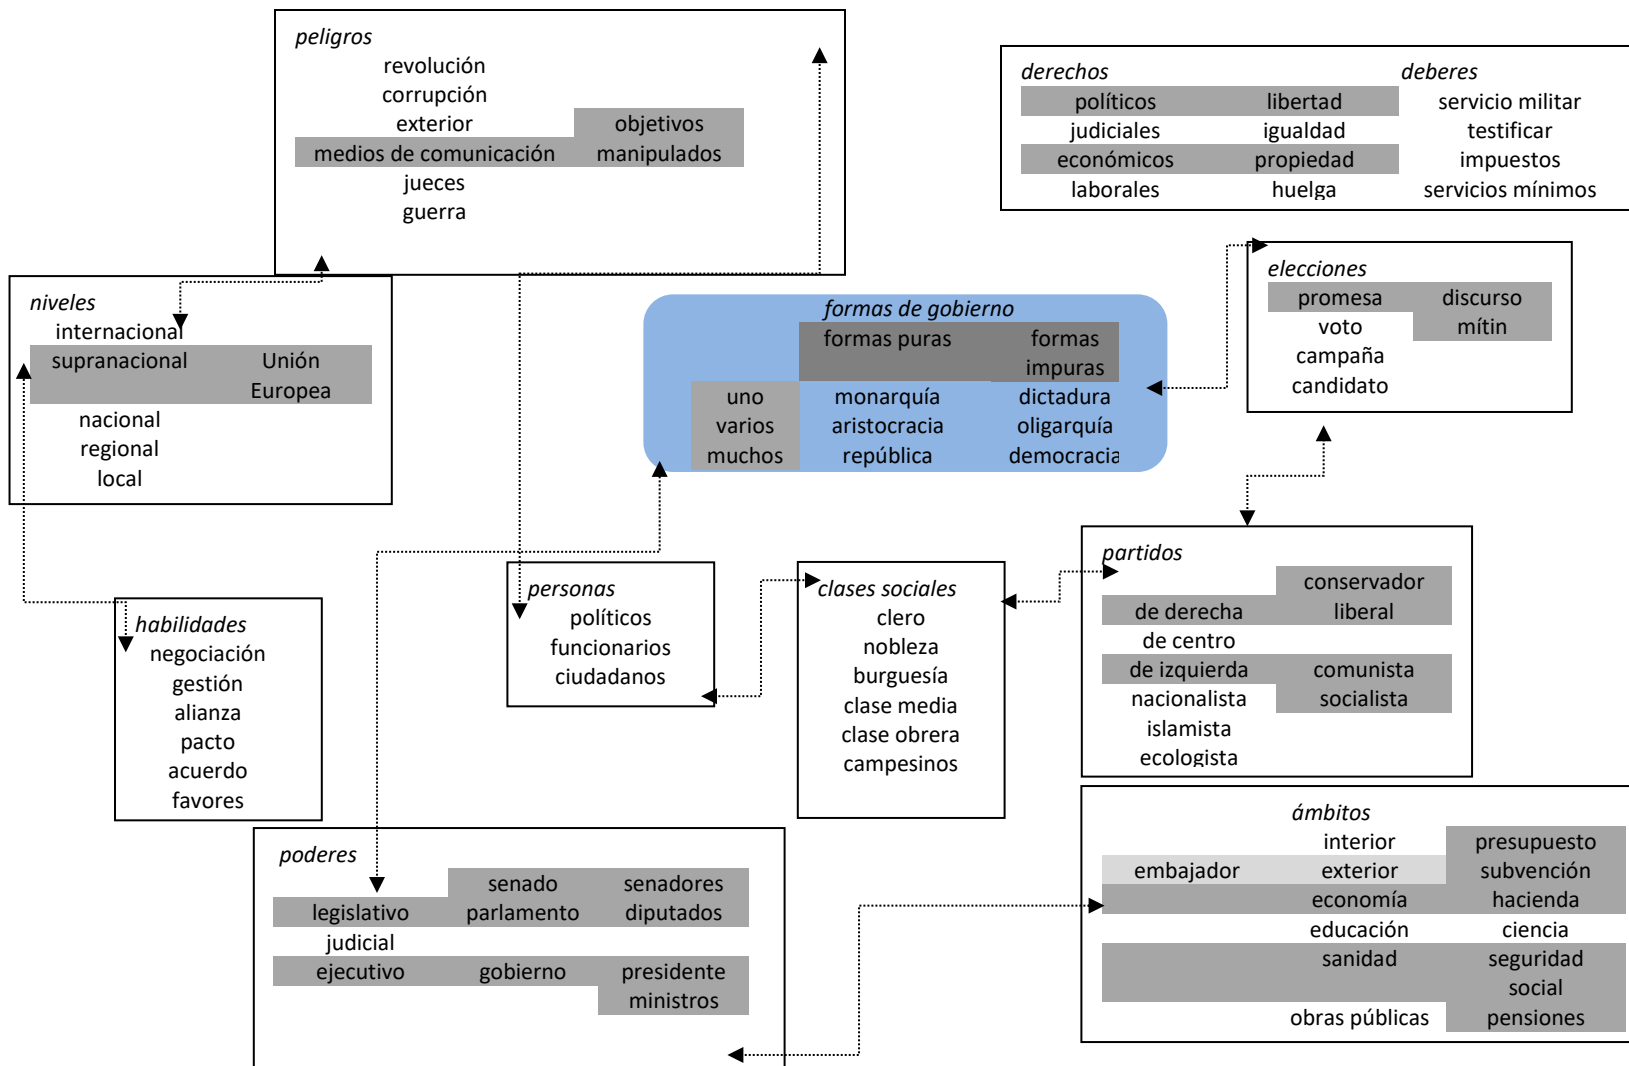 peligros
revolución
corrupción
exterior objetivos
medios de comunicación manipulados
jueces
guerra
derechos deberes
políticos libertad servicio militar
judiciales igualdad testificar
económicos propiedad impuestos
laborales huelga servicios mínimos
niveles
internacional
supranacional Unión
Europea
nacional
regional
local
formas de gobierno
formas puras formas
impuras
uno monarquía dictadura
varios aristocracia oligarquía
muchos república democracia
elecciones
promesa discurso
voto mítin
campaña
candidato
habilidades
negociación
gestión
alianza
pacto
acuerdo
favores
personas
políticos
funcionarios
ciudadanos
clases sociales
clero
nobleza
burguesía
clase media
clase obrera
campesinos
partidos
conservador
de derecha liberal
de centro
de izquierda comunista
nacionalista socialista
islamista
ecologista
poderes
senado senadores
legislativo parlamento diputados
judicial
ejecutivo gobierno presidente
ministros
ámbitos
interior presupuesto
embajador exterior subvención
economía hacienda
educación ciencia
sanidad seguridad
social
obras públicas pensiones